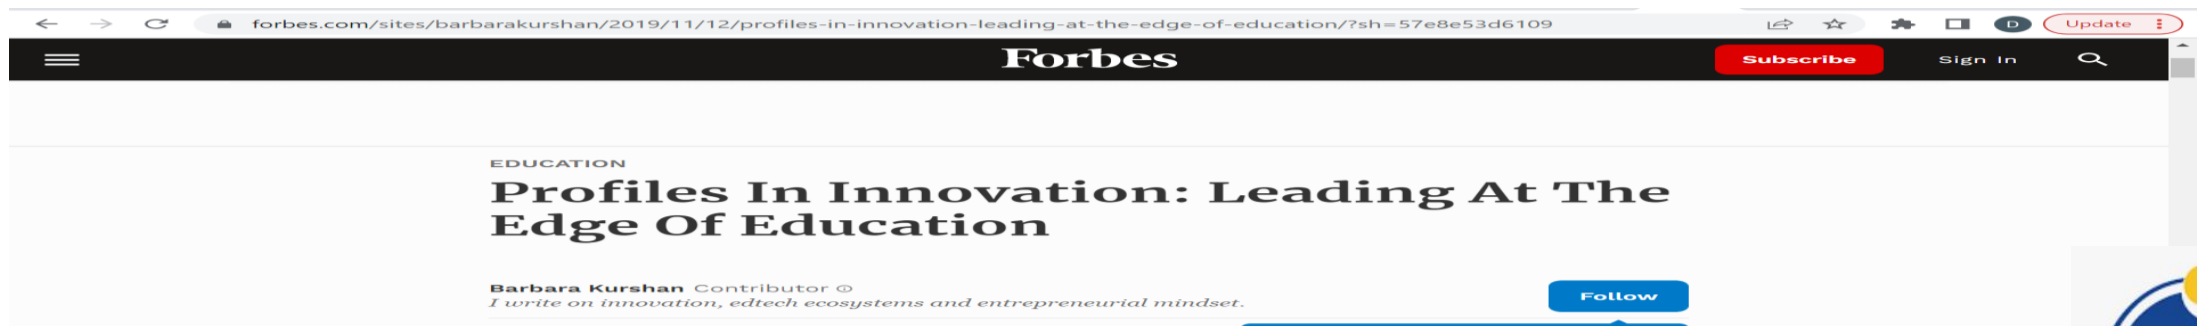 forbes.com/sites/barbarakurshan/2019/11/12/profiles-in-innovation-leading-at-the-edge-of-education/?sh=57e8e53d6109
D
Update
Forbes
Subscribe
Sign In
EDUCATION
Profiles In Innovation: Leading At The
Edge Of Education
Barbara Kurshan Contributor
I write on innovation, edtech ecosystems and entrepreneurial mindset.
Follow